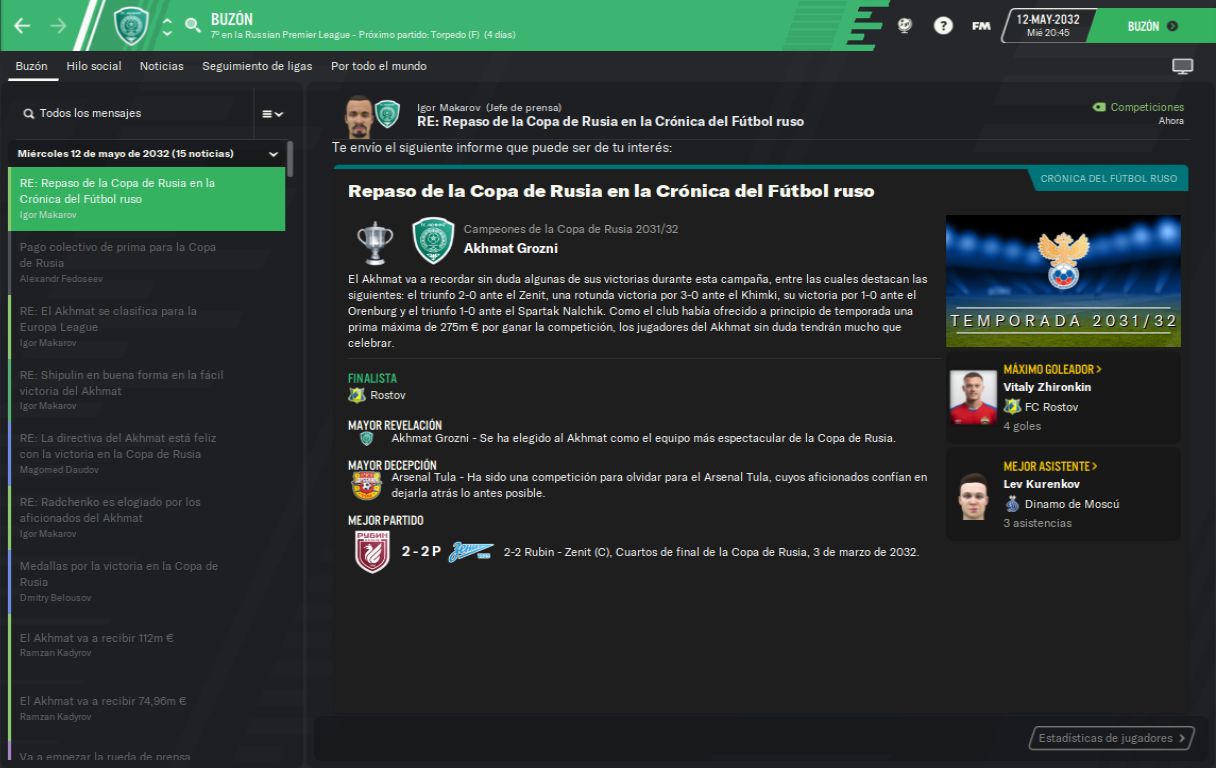 BUZÓN
7º en la Russian Premier League - Próximo partido: Torpedo (F) (4 días)
?
FM
12-MAY-2032
Mié 20:45
BUZÓN
Buzón
Hilo social
Noticias
Seguimiento de ligas
Por todo el mundo
Todos los mensajes
Miércoles 12 de mayo de 2032 (15 noticias)
RE: Repaso de la Copa de Rusia en la
Crónica del Fútbol ruso
Igor Makarov
Pago colectivo de prima para la Copa
de Rusia
Alexandr Fedoseev
RE: El Akhmat se clasifica para la
Europa League
Igor Makarov
RE: Shipulin en buena forma en la fácil
victoria del Akhmat
Igor Makarov
RE: La directiva del Akhmat está feliz
con la victoria en la Copa de Rusia
Magomed Daudov
RE: Radchenko es elogiado por los
aficionados del Akhmat
Igor Makarov
Medallas por la victoria en la Copa de
Rusia
Dmitry Belousov
El Akhmat va a recibir 112m €
Ramzan Kadyrov
El Akhmat va a recibir 74,96m €
Ramzan Kadyrov
Va a empezar la rueda de prensa
Igor Makarov (Jefe de prensa)
RE: Repaso de la Copa de Rusia en la Crónica del Fútbol ruso
Competiciones
Ahora
Te envío el siguiente informe que puede ser de tu interés:
CRÓNICA DEL FÚTBOL RUSO
Repaso de la Copa de Rusia en la Crónica del Fútbol ruso
Campeones de la Copa de Rusia 2031/32
Akhmat Grozni
El Akhmat va a recordar sin duda algunas de sus victorias durante esta campaña, entre las cuales destacan las
siguientes: el triunfo 2-0 ante el Zenit, una rotunda victoria por 3-0 ante el Khimki, su victoria por 1-0 ante el
Orenburg y el triunfo 1-0 ante el Spartak Nalchik. Como el club había ofrecido a principio de temporada una
prima máxima de 275m € por ganar la competición, los jugadores del Akhmat sin duda tendrán mucho que
celebrar.
FINALISTA
Rostov
MAYOR REVELACIÓN
Akhmat Grozni - Se ha elegido al Akhmat como el equipo más espectacular de la Copa de Rusia.
MAYOR DECEPCIÓN
Arsenal Tula - Ha sido una competición para olvidar para el Arsenal Tula, cuyos aficionados confían en
dejarla atrás lo antes posible.
MEJOR PARTIDO
РУБИН
2 - 2 P
2-2 Rubin - Zenit (C), Cuartos de final de la Copa de Rusia, 3 de marzo de 2032.
TEMPORADA 2031/32
MÁXIMO GOLEADOR >
Vitaly Zhironkin
FC Rostov
4 goles
MEJOR ASISTENTE >
Lev Kurenkov
Dinamo de Moscú
3 asistencias
Estadísticas de jugadores